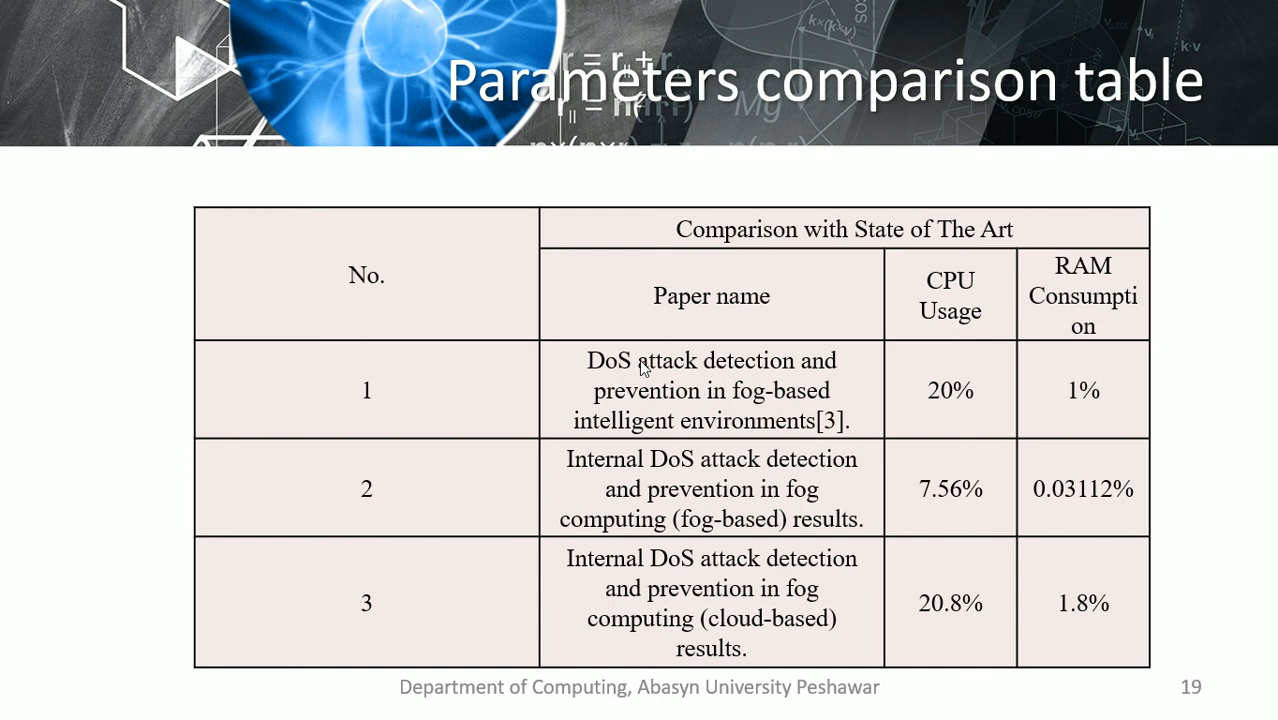 Parameters comparison table
No.
Comparison with State of The Art
Paper name
CPU
Usage
RAM
Consumpti
on
1
DoS attack detection and
prevention in fog-based
intelligent environments[3].
20%
1%
2
Internal DoS attack detection
and prevention in fog
computing (fog-based) results.
7.56%
0.03112%
3
Internal DoS attack detection
and prevention in fog
computing (cloud-based)
results.
20.8%
1.8%
Department of Computing, Abasyn University Peshawar
19